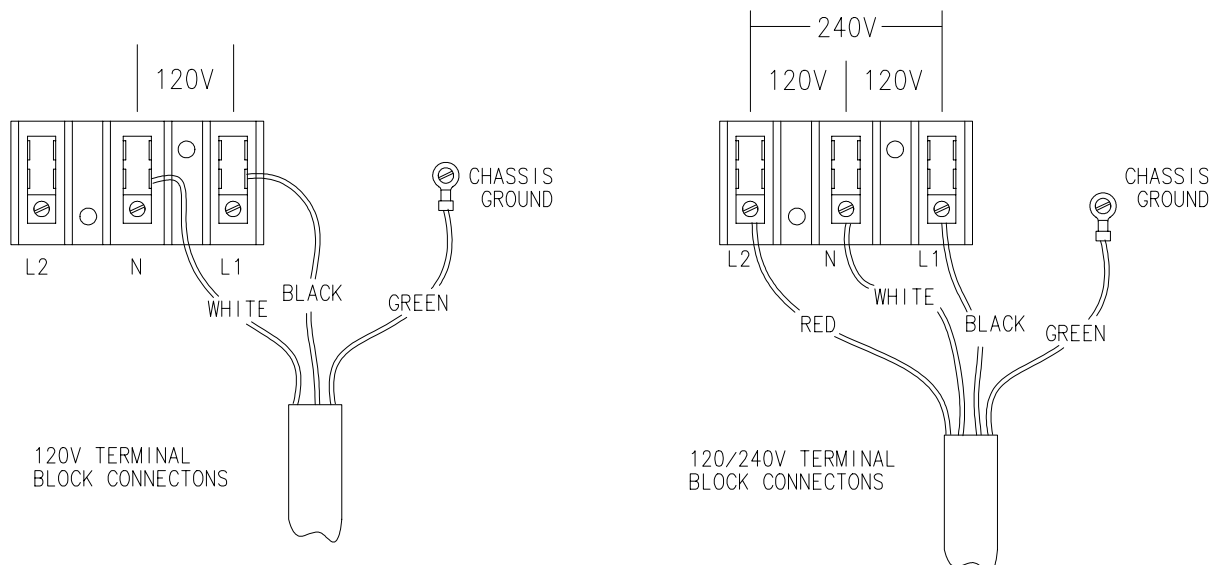 120V
L2
N
L1
CHASSIS
GROUND
WHITE
BLACK
GREEN
120V TERMINAL
BLOCK CONNECTONS
240V
120V
120V
L2
N
L1
CHASSIS
GROUND
WHITE
RED
BLACK
GREEN
120/240V TERMINAL
BLOCK CONNECTONS